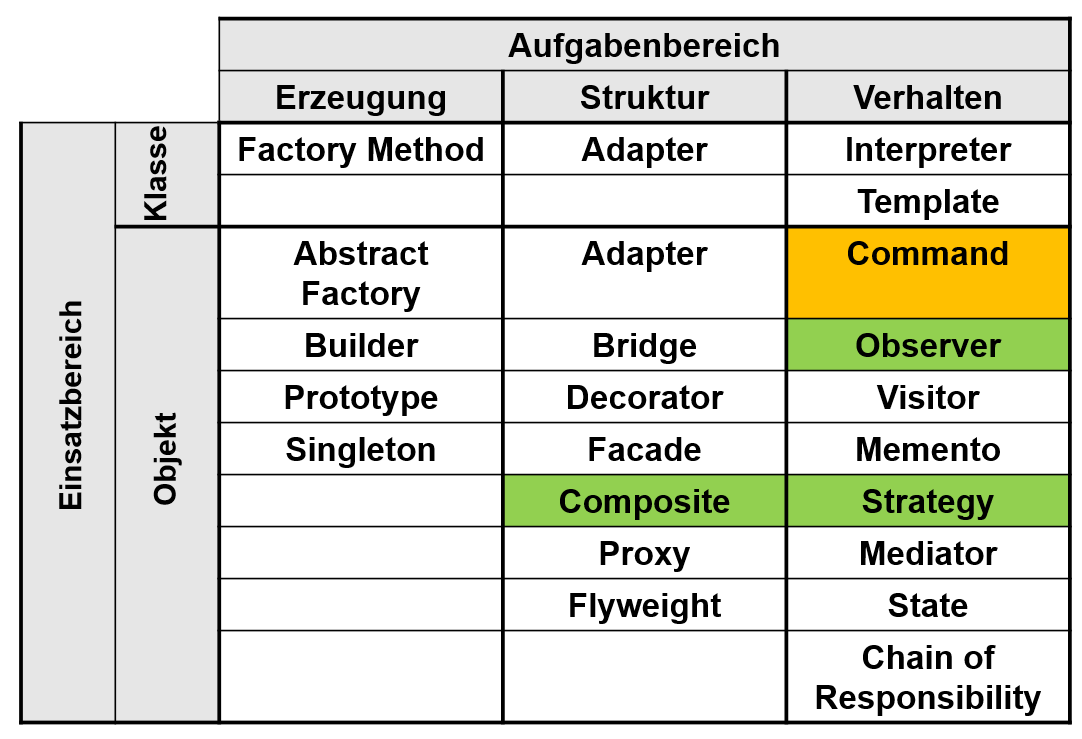 Aufgabenbereich
Erzeugung Struktur Verhalten
Einsatzbereich
Klasse
Factory Method Adapter Interpreter
Template
Objekt
Abstract
Factory
Adapter
Command
Builder Bridge Observer
Prototype Decorator Visitor
Singleton Facade Memento
Composite Strategy
Proxy Mediator
Flyweight State
Chain of
Responsibility